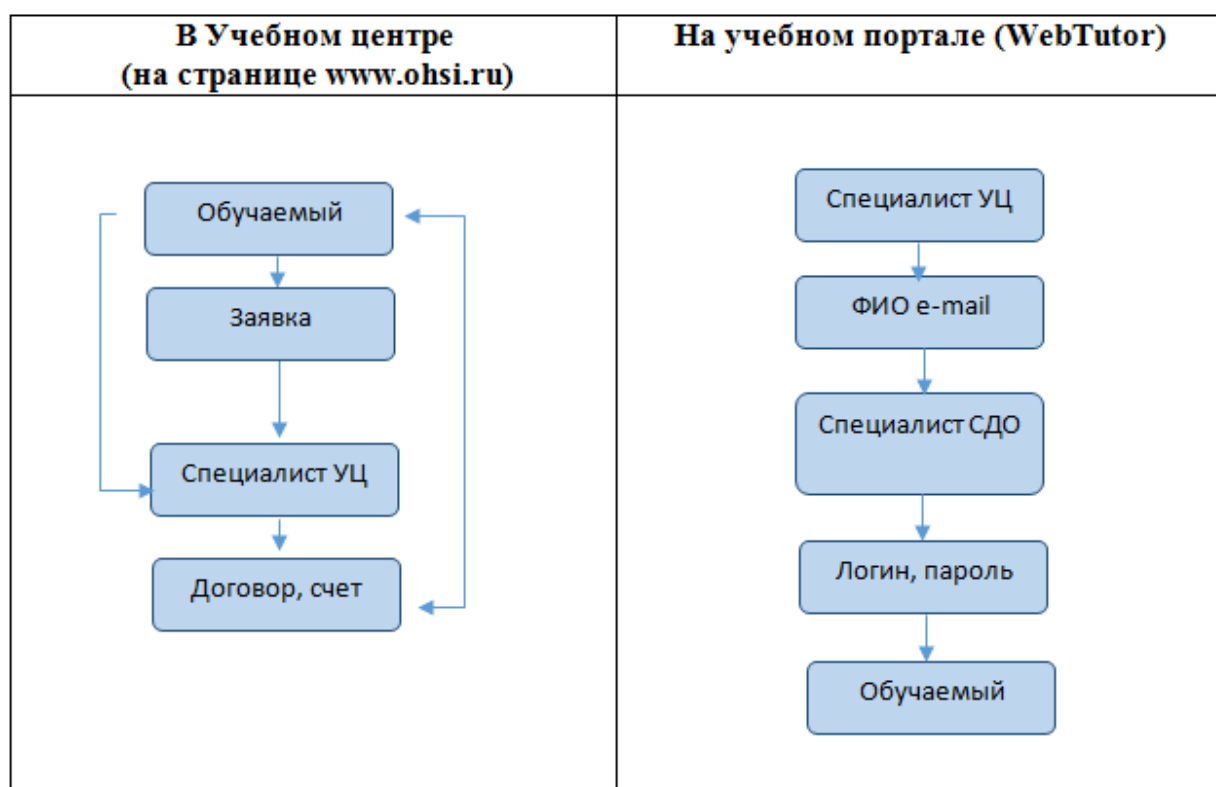 В Учебном центре
(на странице www.ohsi.ru)
На учебном портале (WebTutor)
Обучаемый
Заявка
Специалист УЦ
Договор, счет
Специалист УЦ
ФИО e-mail
Специалист СДО
Логин, пароль
Обучаемый